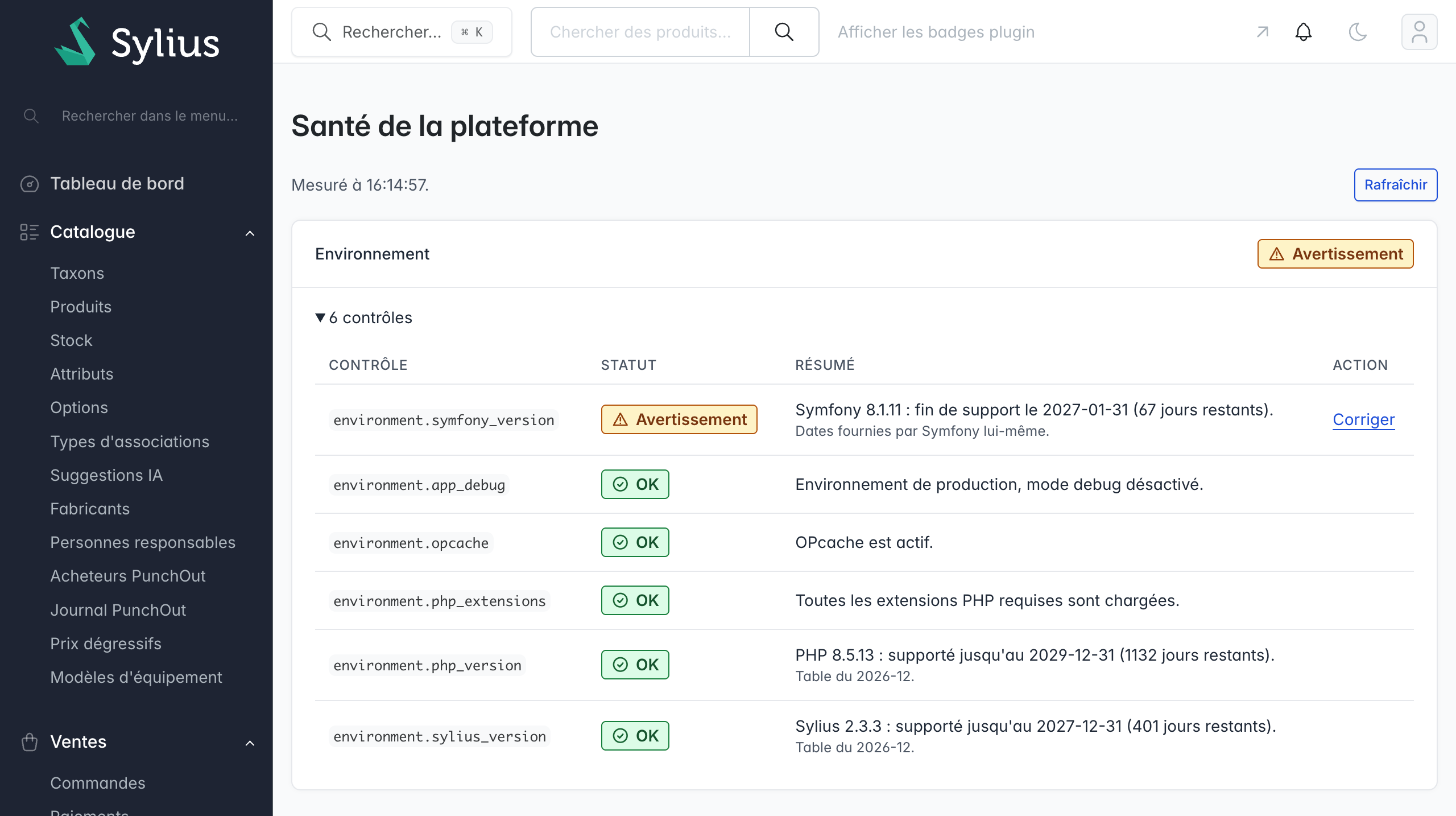 Sylius
Rechercher... ⌘ K
Chercher des produits...
Afficher les badges plugin
Rechercher dans le menu...
Tableau de bord
Catalogue
Taxons
Produits
Stock
Attributs
Options
Types d'associations
Suggestions IA
Fabricants
Personnes responsables
Acheteurs PunchOut
Journal PunchOut
Prix dégressifs
Modèles d'équipement
Ventes
Commandes
Paiements
Santé de la plateforme
Mesuré à 16:14:57.
Rafraîchir
Environnement
Avertissement
6 contrôles
CONTRÔLE STATUT RÉSUMÉ ACTION
environment.symfony_version Avertissement Symfony 8.1.11 : fin de support le 2027-01-31 (67 jours restants). Corriger
Dates fournies par Symfony lui-même.
environment.app_debug OK Environnement de production, mode debug désactivé.
environment.opcache OK OPcache est actif.
environment.php_extensions OK Toutes les extensions PHP requises sont chargées.
environment.php_version OK PHP 8.5.13 : supporté jusqu'au 2029-12-31 (1132 jours restants).
Table du 2026-12.
environment.sylius_version OK Sylius 2.3.3 : supporté jusqu'au 2027-12-31 (401 jours restants).
Table du 2026-12.